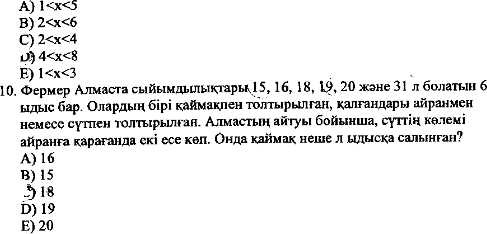 A) 1<x<5
B) 2<x<6
C) 2<x<4
D) 4<x<8
E) 1<x<3
10. Фермер Алмаста сыйымдылықтары 15, 16, 18, 19, 20 және 31 л болатын 6
ыдыс бар. Олардың бірі қаймақпен толтырылған, қалғандары айранмен
немесе сүтпен толтырылған. Алмастың айтуы бойынша, сүттің көлемі
айранға қарағанда екі есе көп. Онда қаймақ неше л ыдысқа салынған?
A) 16
B) 15
C) 18
D) 19
E) 20